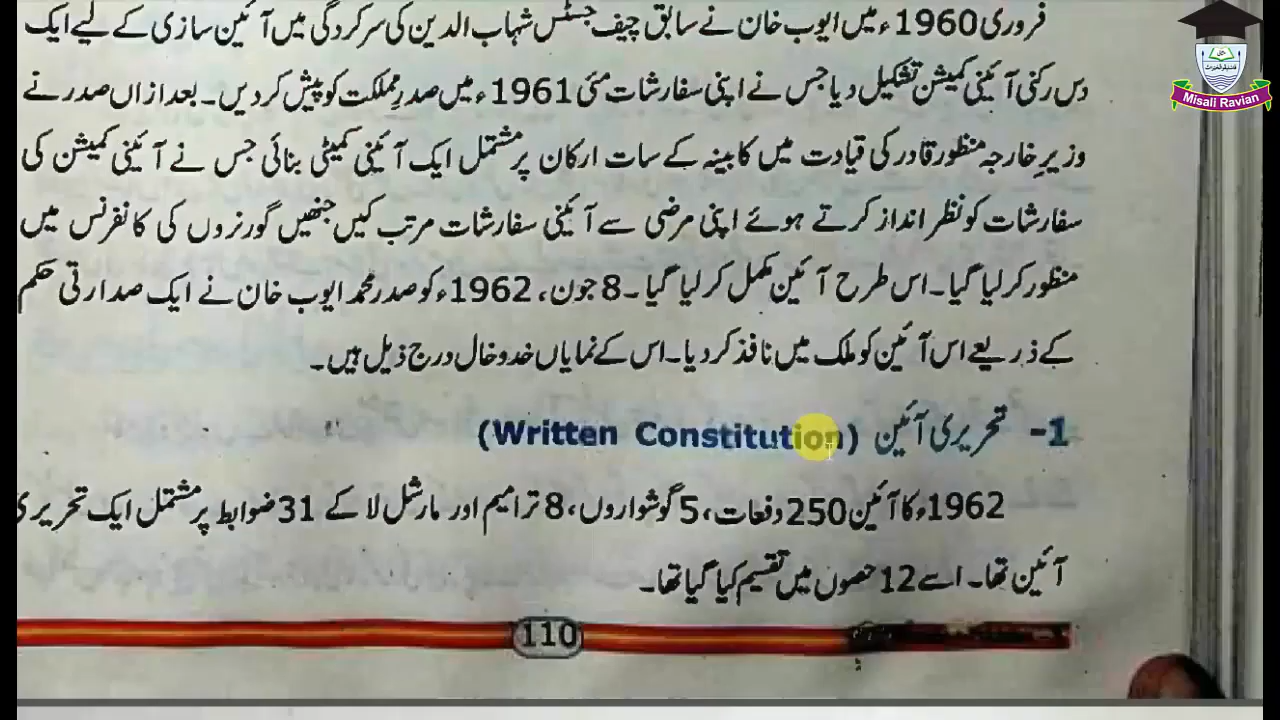 فروری 1960ء میں ایوب خان نے سابق چیف جسٹس شہاب الدین کی سرکردگی میں آئین سازی کے لیے ایک
دس رکنی آئینی کمیشن تشکیل دیا جس نے اپنی سفارشات مئی 1961ء میں صدرِ مملکت کو پیش کر دیں۔ بعد ازاں صدر نے
وزیرِ خارجہ منظور قادر کی قیادت میں کابینہ کے سات ارکان پر مشتمل ایک آئینی کمیٹی بنائی جس نے آئینی کمیشن کی
سفارشات کو نظر انداز کرتے ہوئے اپنی مرضی سے آئینی سفارشات مرتب کیں جنھیں گورنروں کی کانفرنس میں
منظور کر لیا گیا۔ اس طرح آئین مکمل کر لیا گیا۔ 8 جون، 1962ء کو صدر محمد ایوب خان نے ایک صدارتی حکم
کے ذریعے اس آئین کو ملک میں نافذ کر دیا۔ اس کے نمایاں خدوخال درج ذیل ہیں۔
1- تحریری آئین (Written Constitution)
1962ء کا آئین 250 دفعات، 5 گوشواروں، 8 ترامیم اور مارشل لا کے 31 ضوابط پر مشتمل ایک تحریری
آئین تھا۔ اسے 12 حصوں میں تقسیم کیا گیا تھا۔
110
Misali Ravian